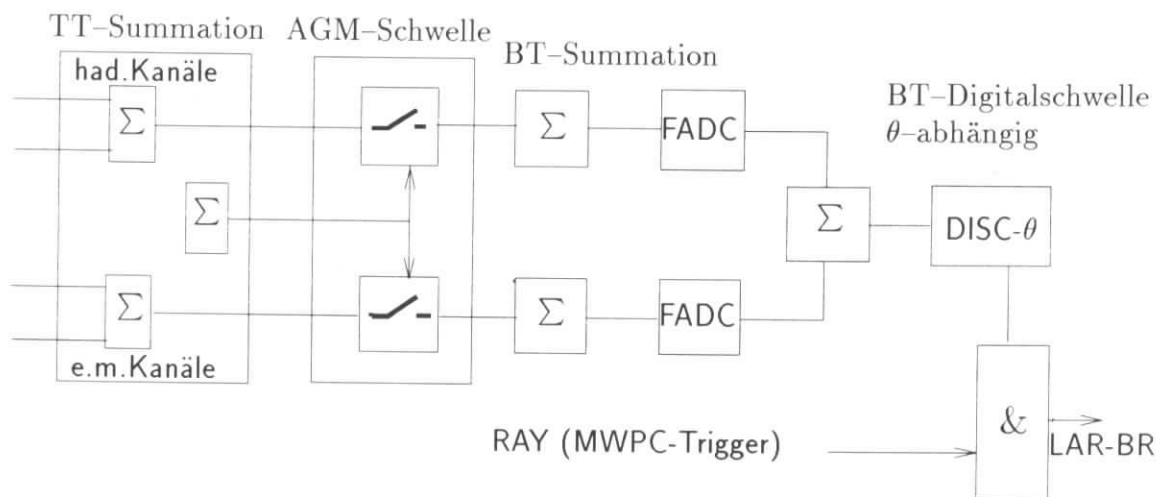 TT–Summation
AGM–Schwelle
BT–Summation
BT–Digitalschwelle
θ–abhängig
had.Kanäle
Σ
Σ
Σ
e.m.Kanäle
Σ
FADC
Σ
FADC
Σ
DISC-θ
&
RAY (MWPC-Trigger)
LAR-BR